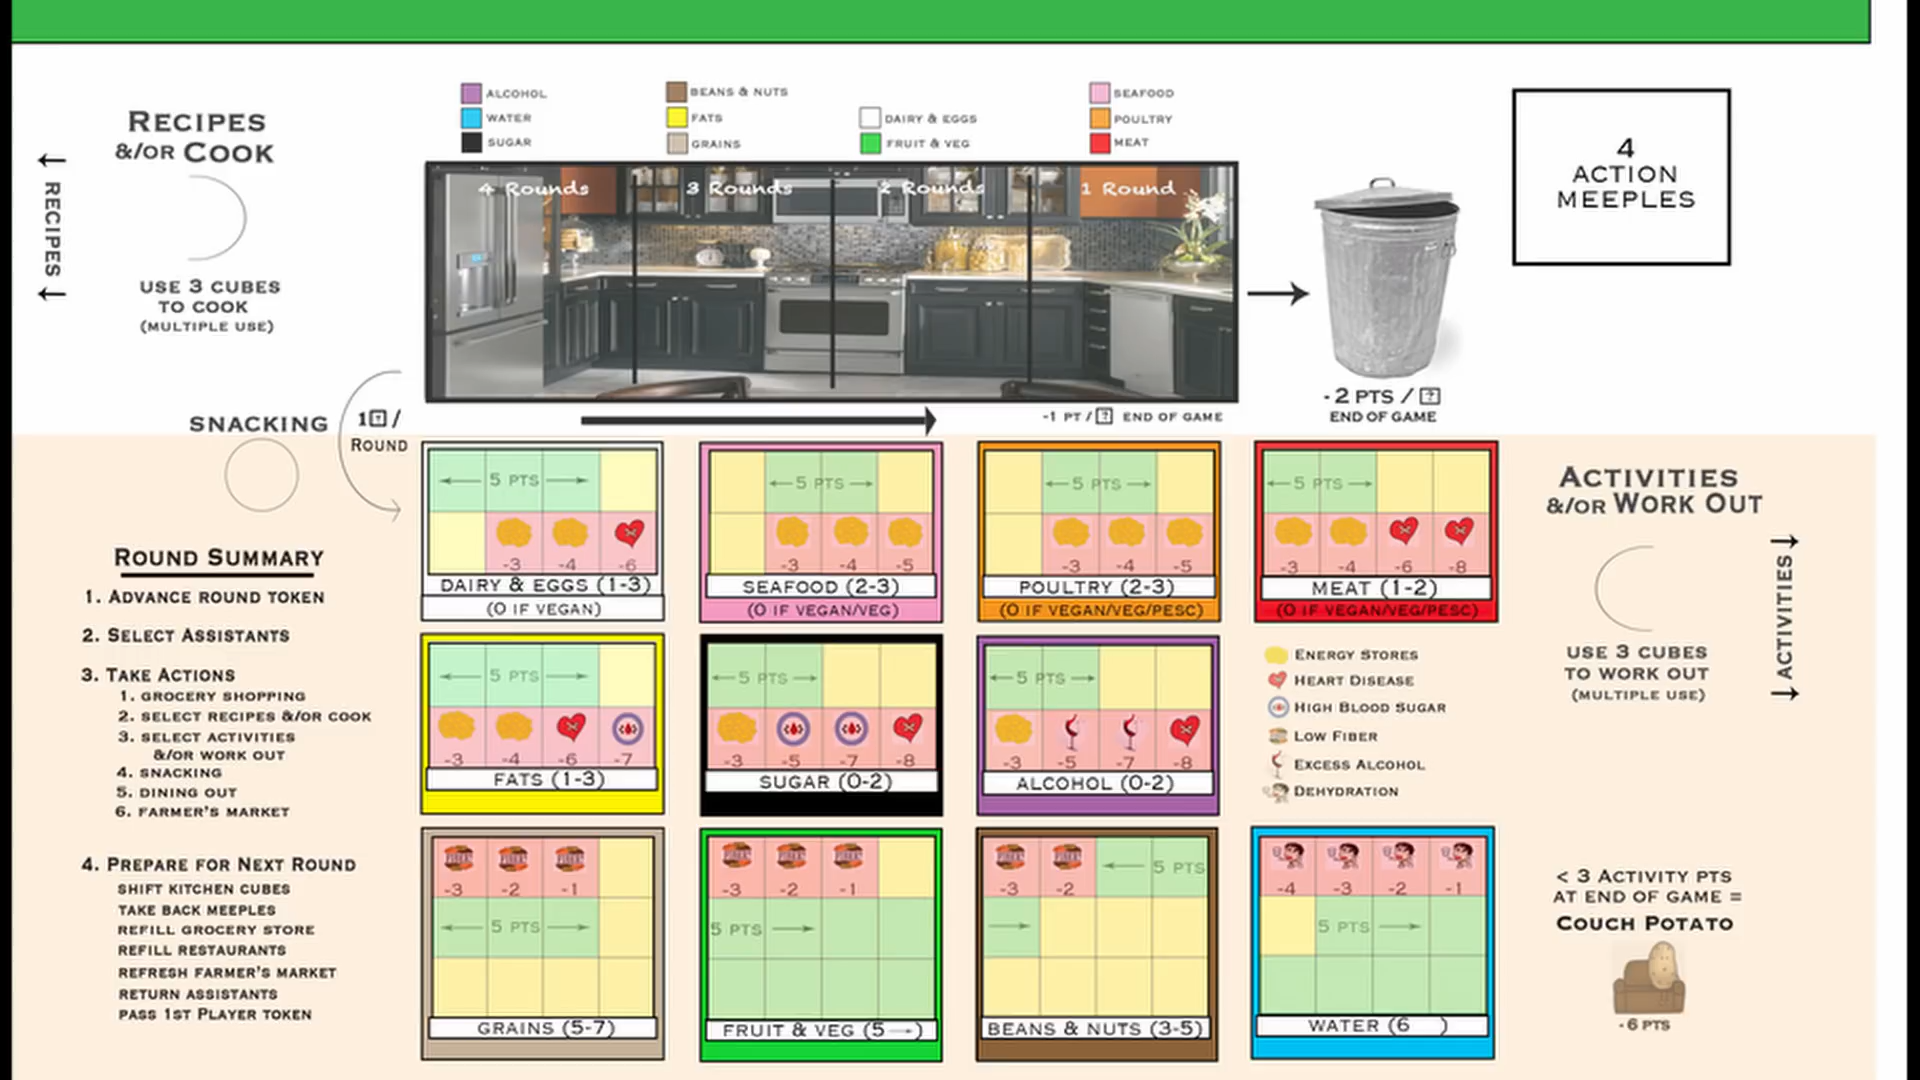 RECIPES
&/OR COOK
← RECIPES ←
USE 3 CUBES
TO COOK
(MULTIPLE USE)
ALCOHOL
WATER
SUGAR
BEANS & NUTS
FATS
GRAINS
DAIRY & EGGS
FRUIT & VEG
SEAFOOD
POULTRY
MEAT
4 Rounds
3 Rounds
2 Rounds
1 Round
4
ACTION
MEEPLES
-2 PTS / ?
END OF GAME
-1 PT / ? END OF GAME
SNACKING
1 ? /
ROUND
ROUND SUMMARY
1. ADVANCE ROUND TOKEN
2. SELECT ASSISTANTS
3. TAKE ACTIONS
1. GROCERY SHOPPING
2. SELECT RECIPES &/OR COOK
3. SELECT ACTIVITIES
&/OR WORK OUT
4. SNACKING
5. DINING OUT
6. FARMER'S MARKET
4. PREPARE FOR NEXT ROUND
SHIFT KITCHEN CUBES
TAKE BACK MEEPLES
REFILL GROCERY STORE
REFILL RESTAURANTS
REFRESH FARMER'S MARKET
RETURN ASSISTANTS
PASS 1ST PLAYER TOKEN
← 5 PTS →
-3 -4 -6
DAIRY & EGGS (1-3)
(0 IF VEGAN)
← 5 PTS →
-3 -4 -5
SEAFOOD (2-3)
(0 IF VEGAN/VEG)
← 5 PTS →
-3 -4 -5
POULTRY (2-3)
(0 IF VEGAN/VEG/PESC)
← 5 PTS →
-3 -4 -6 -8
MEAT (1-2)
(0 IF VEGAN/VEG/PESC)
← 5 PTS →
-3 -4 -6 -7
FATS (1-3)
← 5 PTS →
-3 -5 -7 -8
SUGAR (0-2)
← 5 PTS →
-3 -5 -7 -8
ALCOHOL (0-2)
ENERGY STORES
HEART DISEASE
HIGH BLOOD SUGAR
LOW FIBER
EXCESS ALCOHOL
DEHYDRATION
FIBER FIBER FIBER
-3 -2 -1
← 5 PTS →
GRAINS (5-7)
FIBER FIBER FIBER
-3 -2 -1
5 PTS →
FRUIT & VEG (5 → )
FIBER FIBER
-3 -2
← 5 PTS
→
BEANS & NUTS (3-5)
-4 -3 -2 -1
5 PTS →
WATER (6 )
ACTIVITIES
&/OR WORK OUT
→ ACTIVITIES →
USE 3 CUBES
TO WORK OUT
(MULTIPLE USE)
< 3 ACTIVITY PTS
AT END OF GAME =
COUCH POTATO
-6 PTS